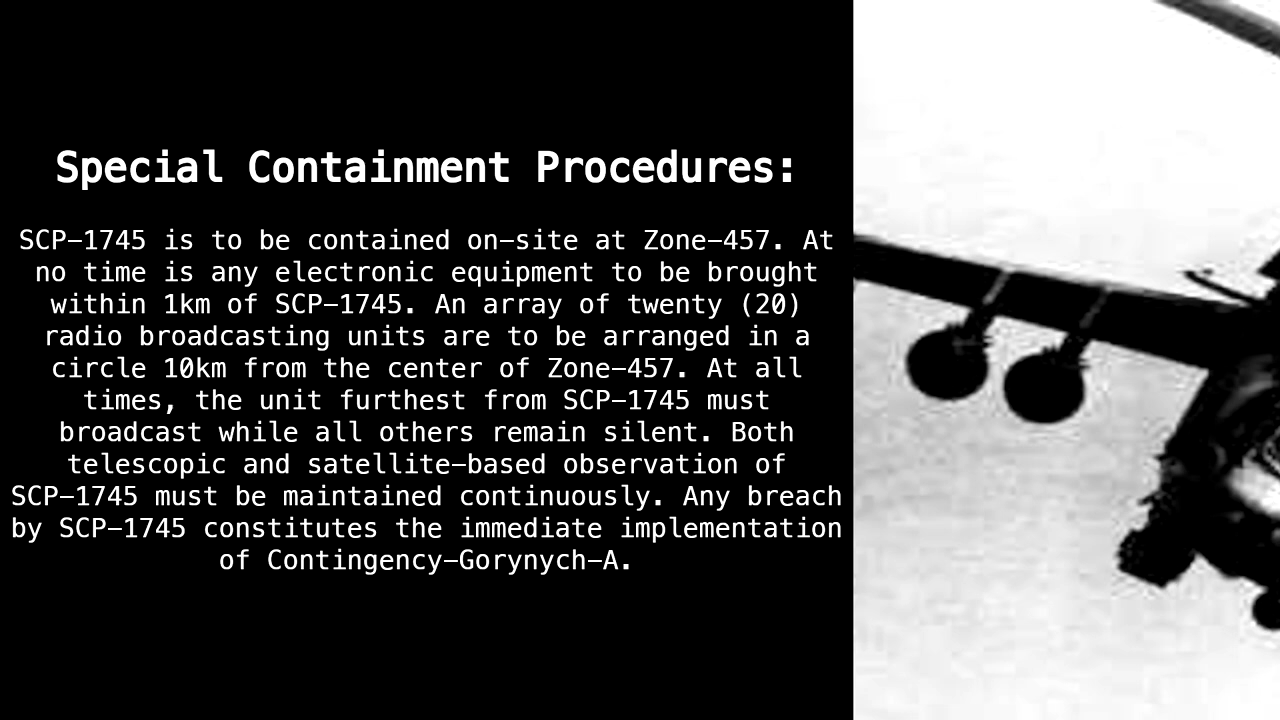 Special Containment Procedures:
SCP-1745 is to be contained on-site at Zone-457. At
no time is any electronic equipment to be brought
within 1km of SCP-1745. An array of twenty (20)
radio broadcasting units are to be arranged in a
circle 10km from the center of Zone-457. At all
times, the unit furthest from SCP-1745 must
broadcast while all others remain silent. Both
telescopic and satellite-based observation of
SCP-1745 must be maintained continuously. Any breach
by SCP-1745 constitutes the immediate implementation
of Contingency-Gorynych-A.